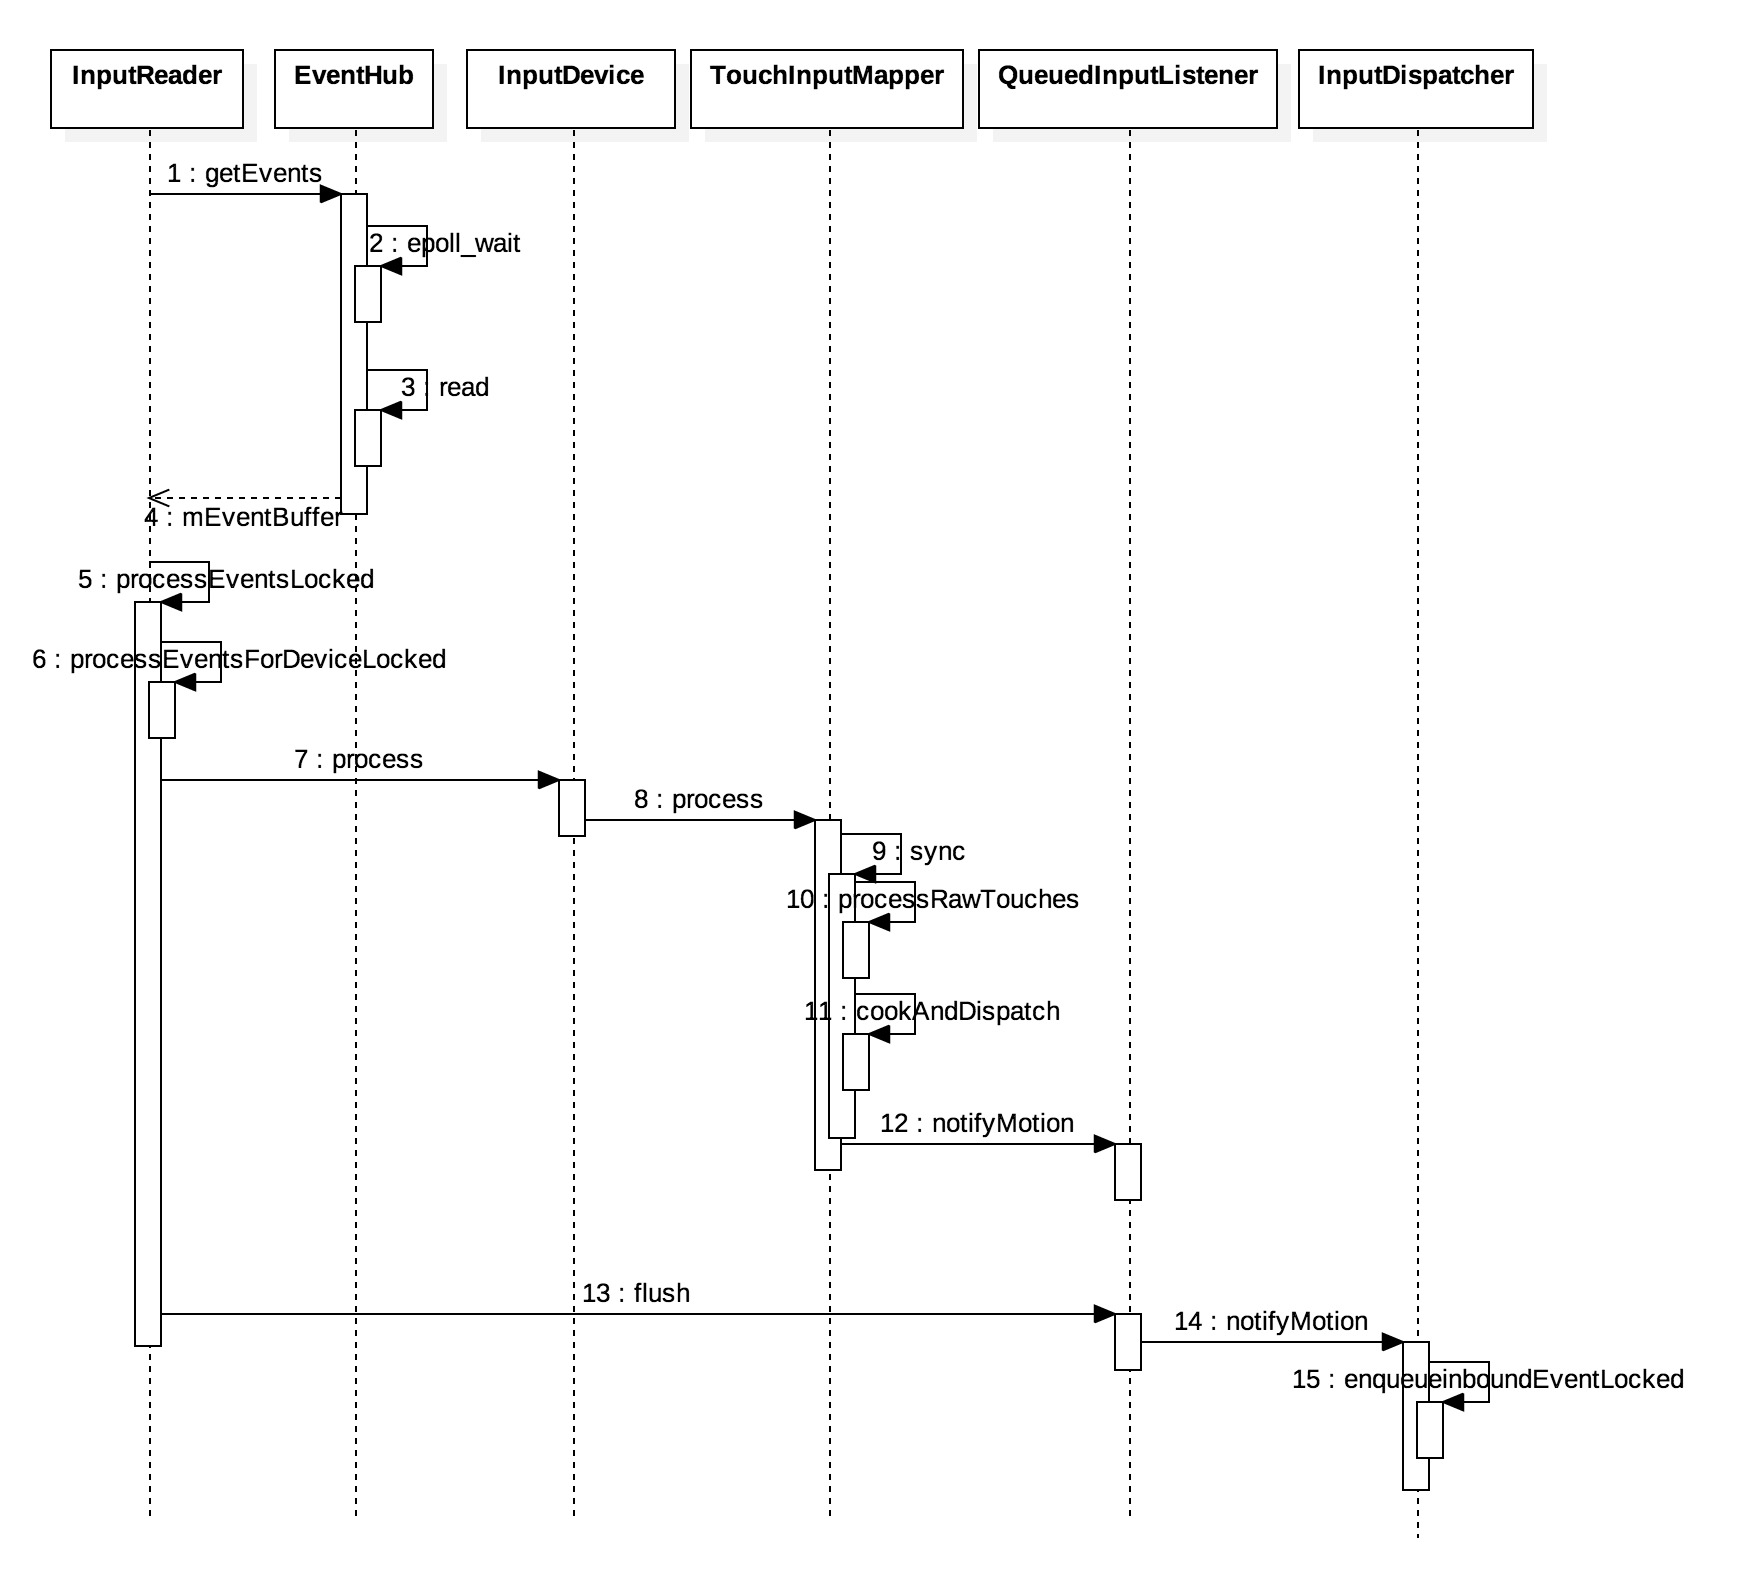 InputReader
EventHub
InputDevice
TouchInputMapper
QueuedInputListener
InputDispatcher
1 : getEvents
2 : epoll_wait
3 : read
4 : mEventBuffer
5 : processEventsLocked
6 : processEventsForDeviceLocked
7 : process
8 : process
9 : sync
10 : processRawTouches
11 : cookAndDispatch
12 : notifyMotion
13 : flush
14 : notifyMotion
15 : enqueueinboundEventLocked